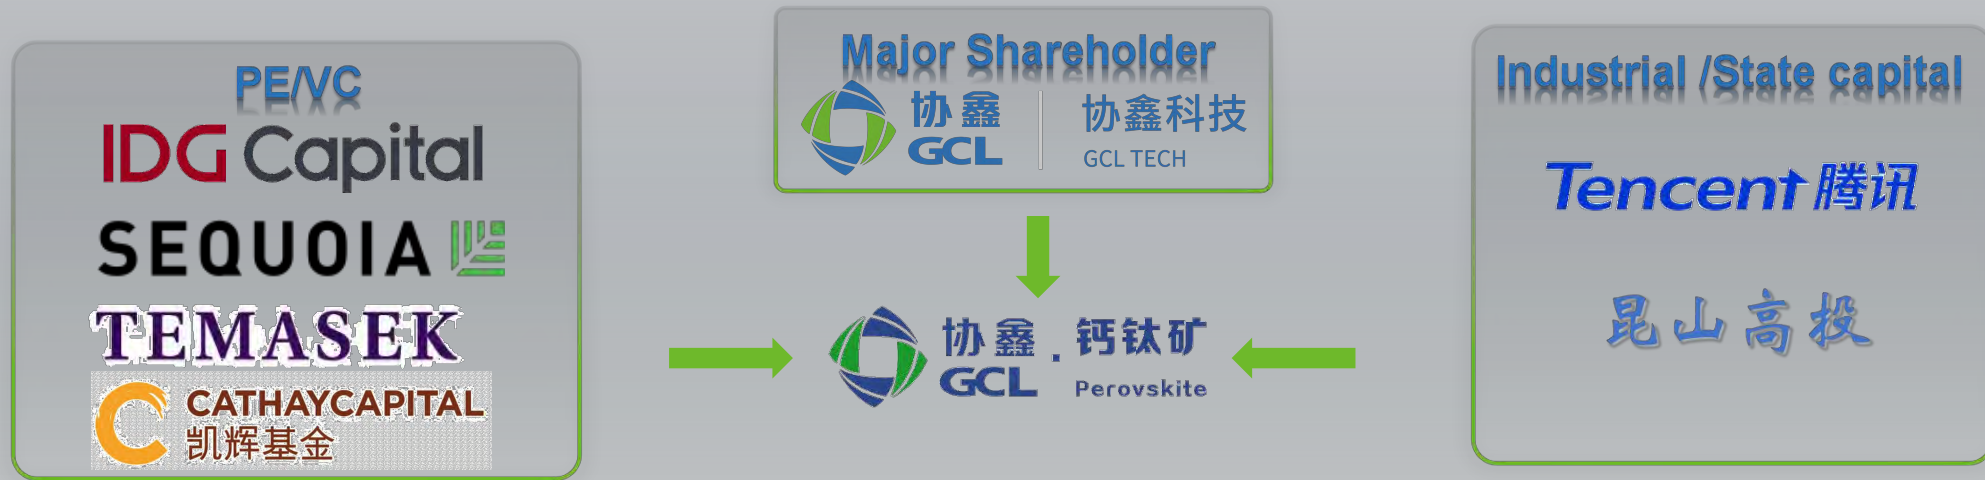 PE/VC
IDG Capital
SEQUOIA
TEMASEK
CATHAYCAPITAL
凯辉基金
Major Shareholder
协鑫
GCL
协鑫科技
GCL TECH
协鑫
GCL
·
钙钛矿
Perovskite
Industrial /State capital
Tencent 腾讯
昆山高投